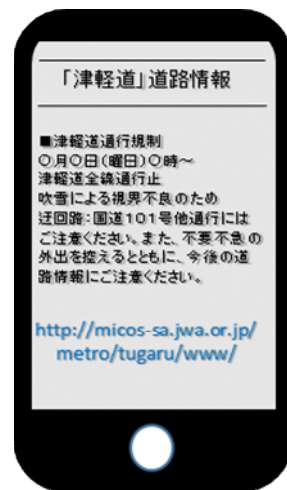 「津軽道」道路情報
■津軽道通行規制
〇月〇日(曜日)〇時～
津軽道全線通行止
吹雪による視界不良のため
迂回路：国道101号他通行には
ご注意ください。また、不要不急の
外出を控えるとともに、今後の道
路情報にご注意ください。
http://micos-sa.jwa.or.jp/
metro/tugaru/www/